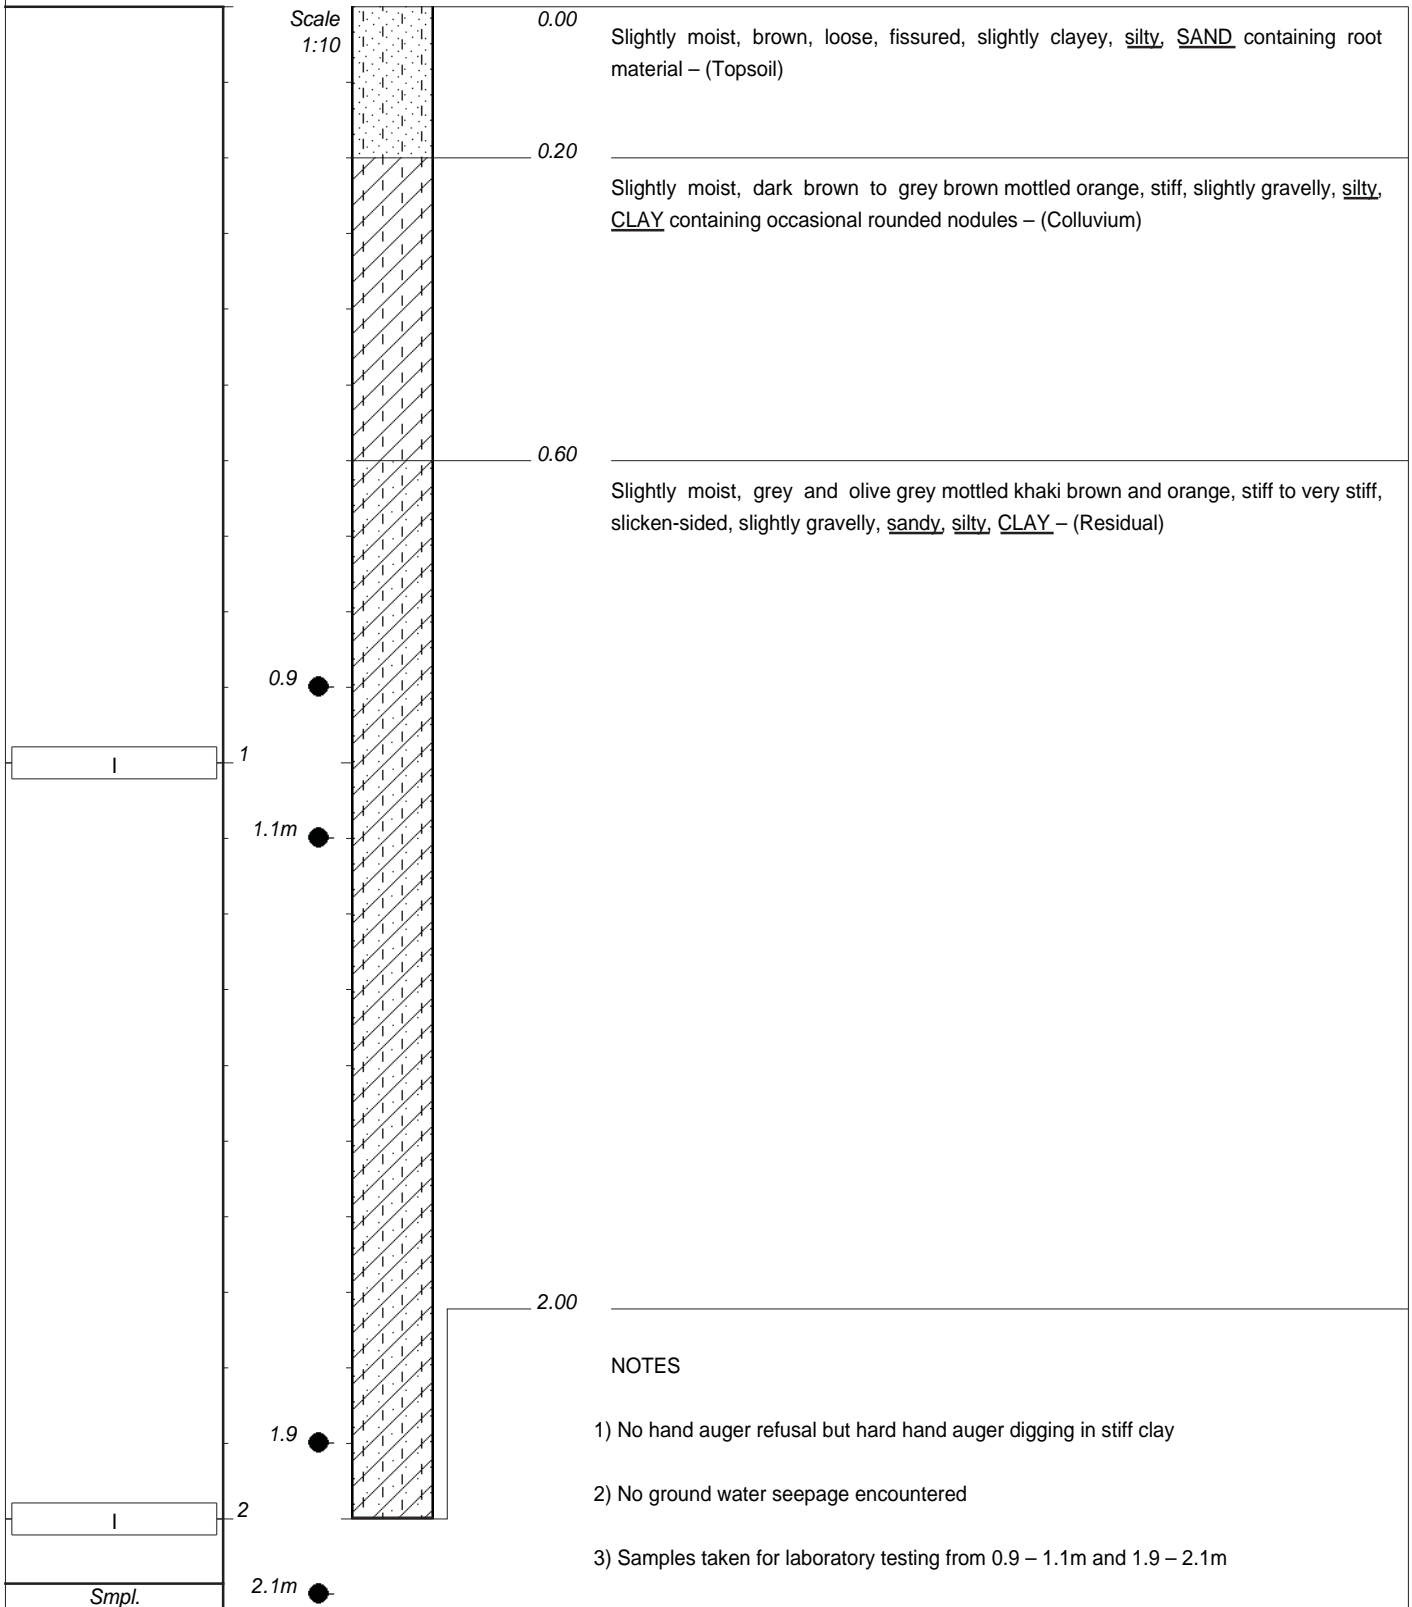 Scale
1:10
0.00
Slightly moist, brown, loose, fissured, slightly clayey, silty, SAND containing root
material – (Topsoil)
0.20
Slightly moist, dark brown to grey brown mottled orange, stiff, slightly gravelly, silty,
CLAY containing occasional rounded nodules – (Colluvium)
0.60
Slightly moist, grey and olive grey mottled khaki brown and orange, stiff to very stiff,
slicken-sided, slightly gravelly, sandy, silty, CLAY – (Residual)
0.9
I
1
1.1m
2.00
NOTES
1) No hand auger refusal but hard hand auger digging in stiff clay
1.9
2) No ground water seepage encountered
I
2
3) Samples taken for laboratory testing from 0.9 – 1.1m and 1.9 – 2.1m
Smpl.
2.1m